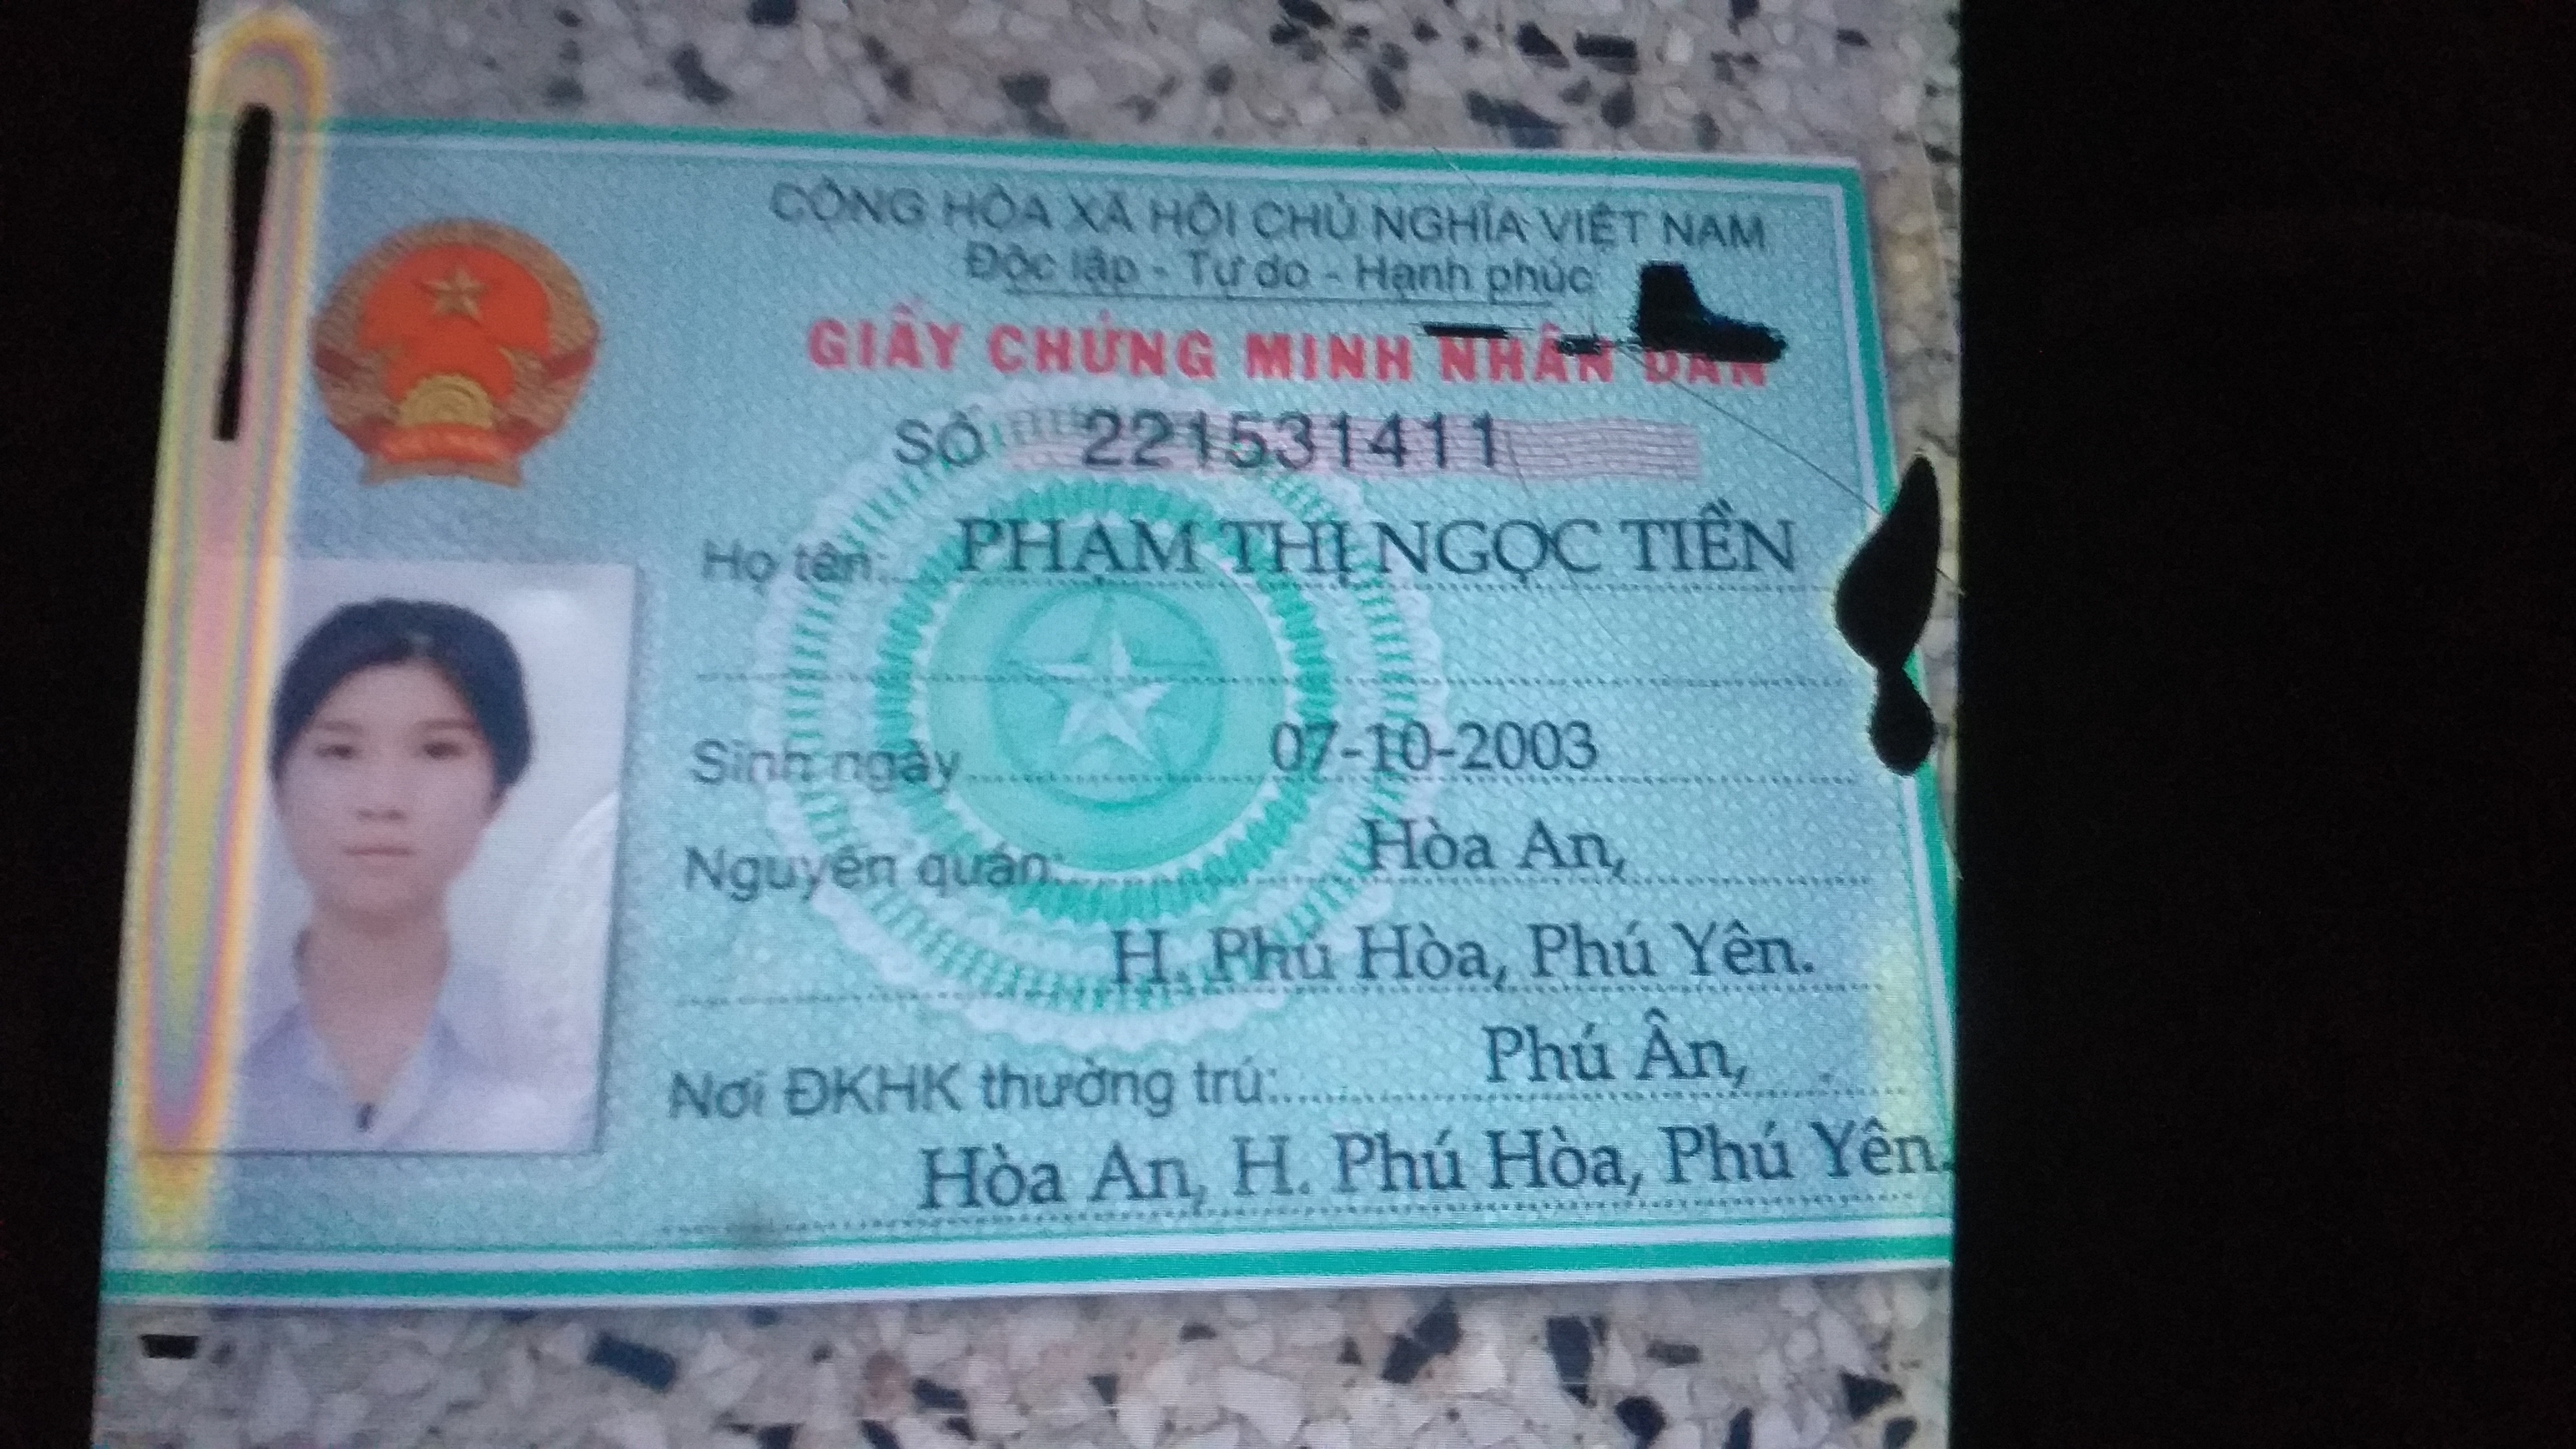 CỘNG HÒA XÃ HỘI CHỦ NGHĨA VIỆT NAM
Độc lập - Tự do - Hạnh phúc
GIẤY CHỨNG MINH NHÂN DÂN
SỐ 221531411
Họ tên: PHẠM THỊ NGỌC TIỀN
Sinh ngày 07-10-2003
Nguyên quán: Hòa An,
H. Phú Hòa, Phú Yên.
Nơi ĐKHK thường trú: Phú Ân,
Hòa An, H. Phú Hòa, Phú Yên.